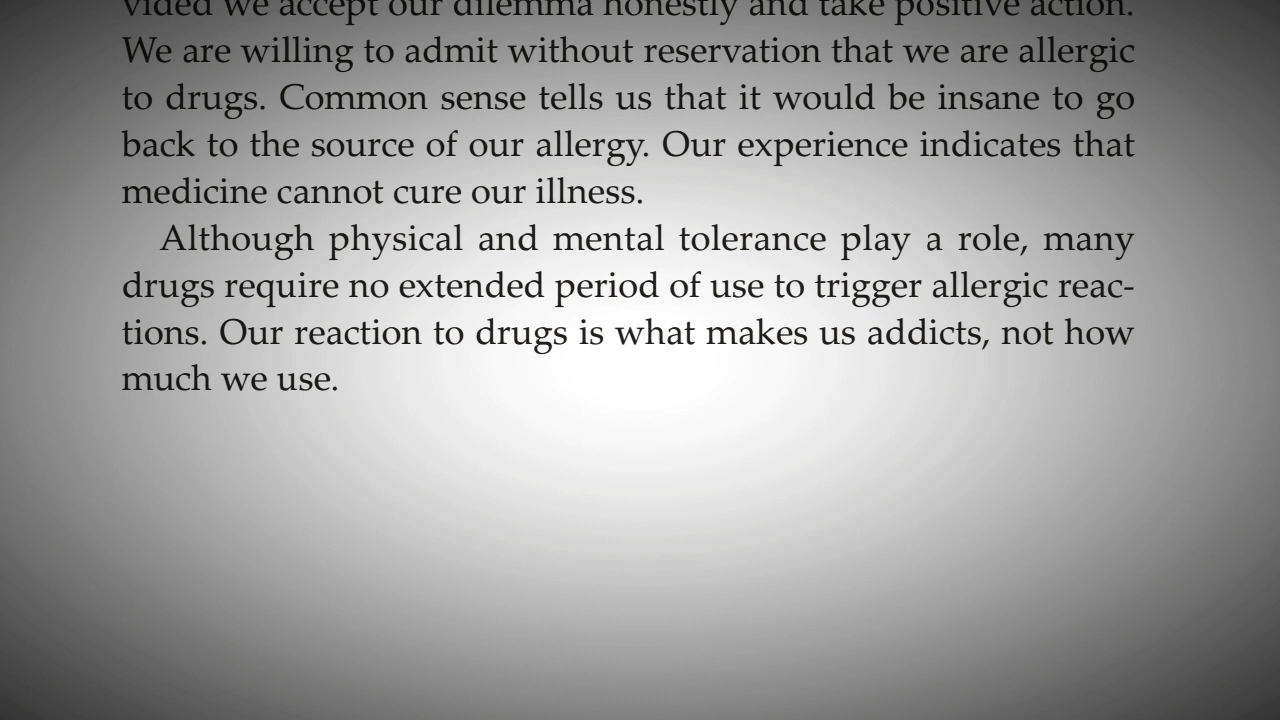 vided we accept our dilemma honestly and take positive action.
We are willing to admit without reservation that we are allergic
to drugs. Common sense tells us that it would be insane to go
back to the source of our allergy. Our experience indicates that
medicine cannot cure our illness.
Although physical and mental tolerance play a role, many
drugs require no extended period of use to trigger allergic reac-
tions. Our reaction to drugs is what makes us addicts, not how
much we use.